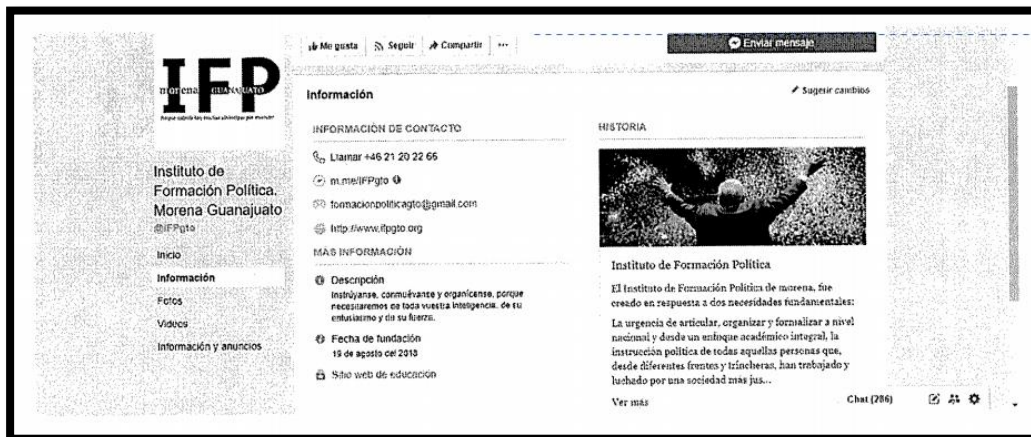 Me gusta Seguir Compartir ...
Enviar mensaje
IFP
morena GUANAJUATO
Instituto de
Formación Política.
Morena Guanajuato
@IFPgto
Inicio
Información
Fotos
Videos
Información y anuncios
Información
Sugerir cambios
INFORMACIÓN DE CONTACTO
Llamar +46 21 20 22 66
m.me/IFPgto
formacionpoliticagto@gmail.com
http://www.ifpgto.org
MÁS INFORMACIÓN
Descripción
Instrúyanse, conmuévanse y organícense, porque
necesitaremos de toda vuestra inteligencia, de su
entusiasmo y de su fuerza.
Fecha de fundación
19 de agosto del 2018
Sitio web de educación
HISTORIA
Instituto de Formación Política
El Instituto de Formación Política de morena, fue
creado en respuesta a dos necesidades fundamentales:
La urgencia de articular, organizar y formalizar a nivel
nacional y desde un enfoque académico integral, la
instrucción política de todas aquellas personas que,
desde diferentes frentes y trincheras, han trabajado y
luchado por una sociedad más jus...
Ver más
Chat (286)